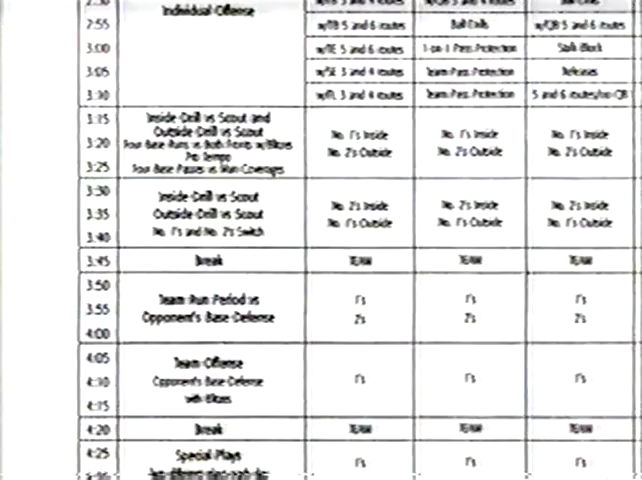 Individual Offense
2:55 w/TB 5 and 6 routes Ball Drills w/QB 5 and 6 routes
3:00 w/TE 5 and 6 routes 1-on-1 Pass Protection Stalk Block
3:05 w/SE 3 and 4 routes Team Pass Protection Releases
3:10 w/FL 3 and 4 routes Team Pass Protection 5 and 6 routes/no QB
3:15 Inside Drill vs Scout and
Outside Drill vs Scout No. 1's Inside No. 1's Inside No. 1's Inside
3:20 Four Base Runs vs Both Fronts w/Blitzes
Pro Tempo No. 2's Outside No. 2's Outside No. 2's Outside
3:25 Four Base Passes vs Man Coverages
3:30 Inside Drill vs Scout No. 2's Inside No. 2's Inside No. 2's Inside
3:35 Outside Drill vs Scout No. 1's Outside No. 1's Outside No. 1's Outside
3:40 No. 1's and No. 2's Switch
3:45 Break TEAM TEAM TEAM
3:50 Team Run Period vs 1's 1's 1's
3:55 Opponent's Base Defense 2's 2's 2's
4:00
4:05 Team Offense
4:10 Opponent's Base Defense 1's 1's 1's
4:15 with Blitzes
4:20 Break TEAM TEAM TEAM
4:25 Special Plays 1's 1's 1's